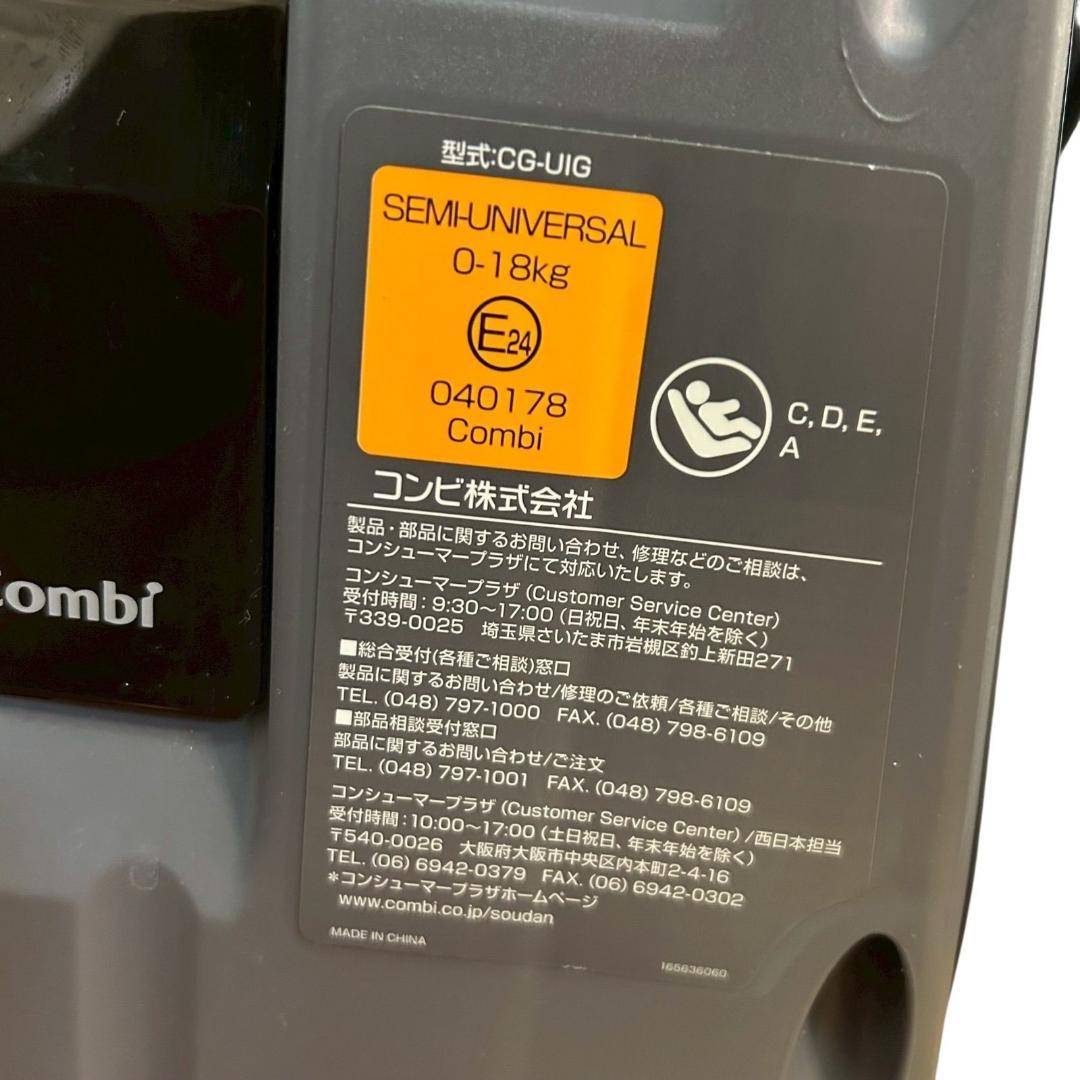 型式:CG-UIG
SEMI-UNIVERSAL
0-18kg
E24
040178
Combi
C, D, E,
A
コンビ株式会社
製品・部品に関するお問い合わせ、修理などのご相談は、
コンシューマープラザにて対応いたします。
コンシューマープラザ (Customer Service Center)
受付時間：9:30～17:00 (日祝日、年末年始を除く)
〒339-0025 埼玉県さいたま市岩槻区釣上新田271
■総合受付(各種ご相談)窓口
製品に関するお問い合わせ/修理のご依頼/各種ご相談/その他
TEL. (048) 797-1000 FAX. (048) 798-6109
■部品相談受付窓口
部品に関するお問い合わせ/ご注文
TEL. (048) 797-1001 FAX. (048) 798-6109
コンシューマープラザ (Customer Service Center) /西日本担当
受付時間：10:00～17:00 (土日祝日、年末年始を除く)
〒540-0026 大阪府大阪市中央区内本町2-4-16
TEL. (06) 6942-0379 FAX. (06) 6942-0302
＊コンシューマープラザホームページ
www.combi.co.jp/soudan
MADE IN CHINA
165636060
Combi